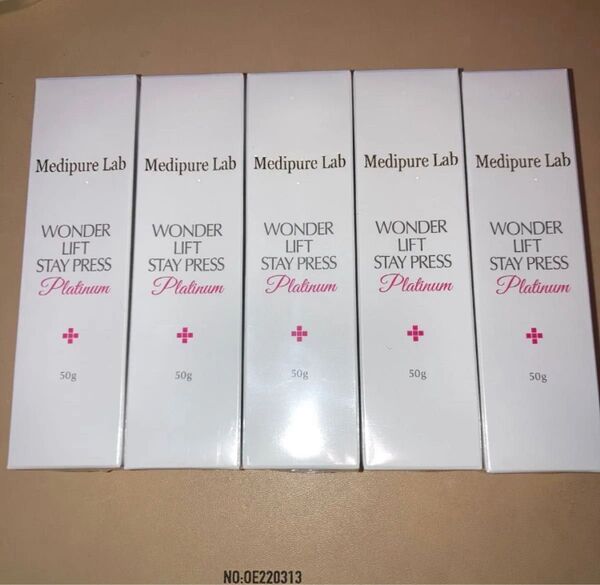 Medipure Lab
WONDER
LIFT
STAY PRESS
Platinum
50g
Medipure Lab
WONDER
LIFT
STAY PRESS
Platinum
50g
Medipure Lab
WONDER
LIFT
STAY PRESS
Platinum
50g
Medipure Lab
WONDER
LIFT
STAY PRESS
Platinum
50g
Medipure Lab
WONDER
LIFT
STAY PRESS
Platinum
50g
NO:OE220313